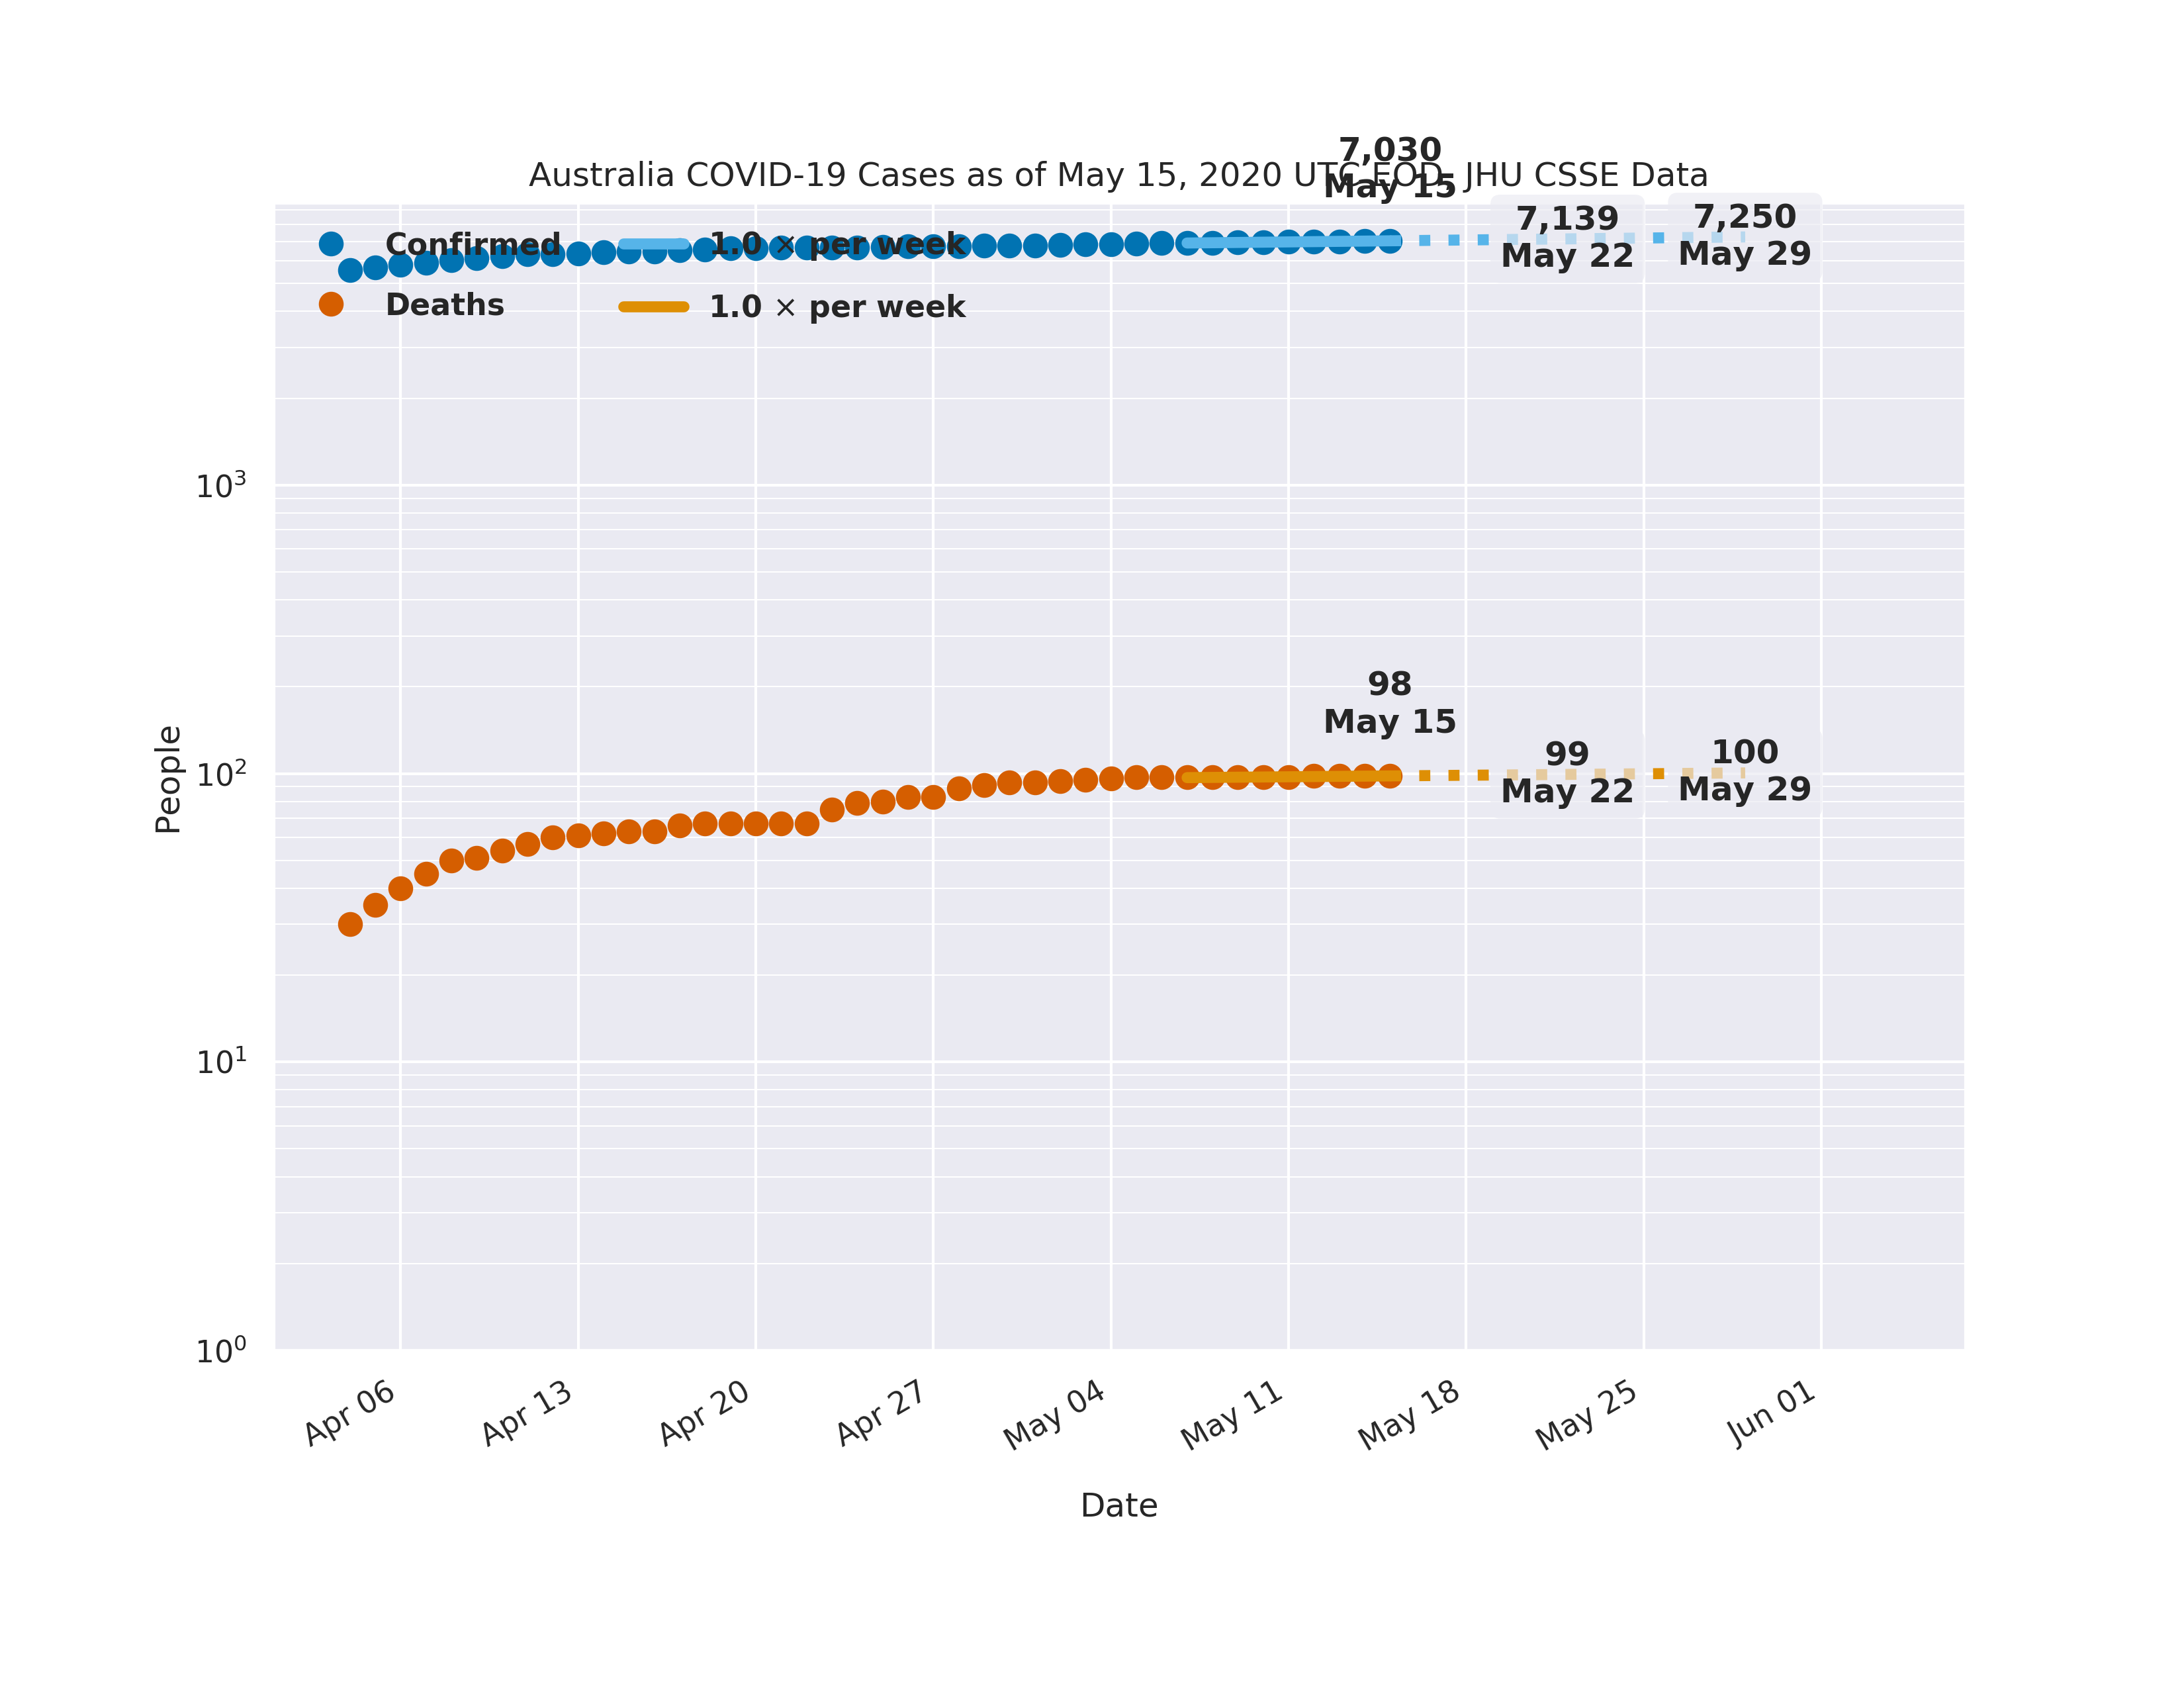 7,030
May 15
Australia COVID-19 Cases as of May 15, 2020 UTC EOD, JHU CSSE Data
7,139
May 22
7,250
May 29
Confirmed
1.0 × per week
Deaths
1.0 × per week
10³
98
May 15
99
May 22
100
May 29
People
10²
10¹
10⁰
Apr 06
Apr 13
Apr 20
Apr 27
May 04
May 11
May 18
May 25
Jun 01
Date